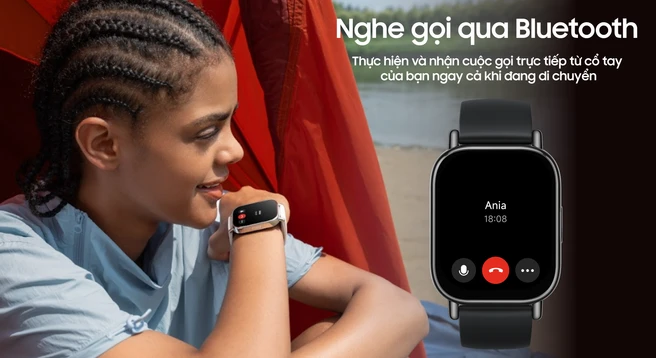 Nghe gọi qua Bluetooth
Thực hiện và nhận cuộc gọi trực tiếp từ cổ tay
của bạn ngay cả khi đang di chuyển
Ania
18:08